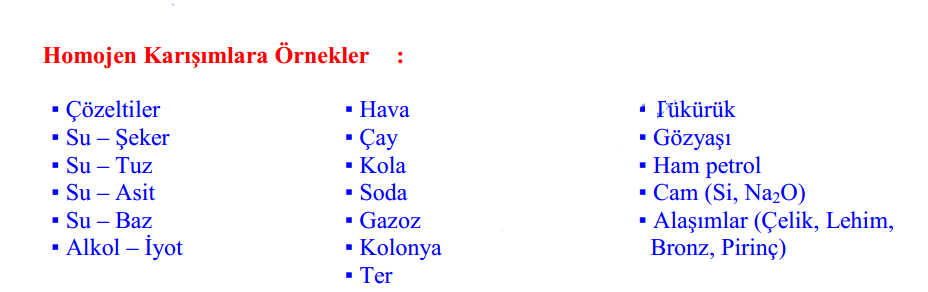 Homojen Karışımlara Örnekler :
▪ Çözeltiler
▪ Su – Şeker
▪ Su – Tuz
▪ Su – Asit
▪ Su – Baz
▪ Alkol – İyot
▪ Hava
▪ Çay
▪ Kola
▪ Soda
▪ Gazoz
▪ Kolonya
▪ Ter
▪ Tükürük
▪ Gözyaşı
▪ Ham petrol
▪ Cam (Si, Na₂O)
▪ Alaşımlar (Çelik, Lehim,
Bronz, Pirinç)